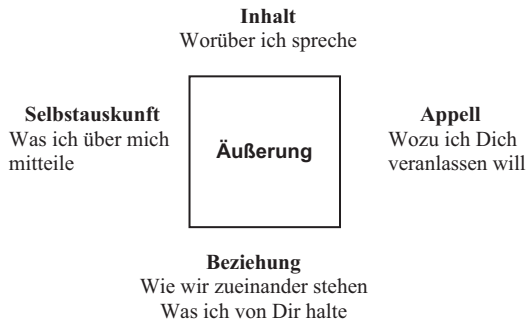 Inhalt
Worüber ich spreche
Selbstauskunft
Was ich über mich
mitteile
Äußerung
Appell
Wozu ich Dich
veranlassen will
Beziehung
Wie wir zueinander stehen
Was ich von Dir halte